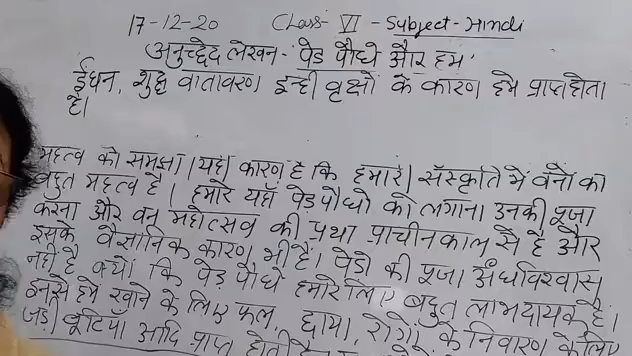 17-12-20 Class- VI - Subject - Hindi
अनुच्छेद लेखन - पेड पौधे और हम
ईंधन, शुद्ध वातावरण इन्ही वृक्षो के कारण हमे प्राप्त होता
है।
महत्व को समझा। यही कारण है कि हमारी संस्कृति में वनों का
बहुत महत्व है। हमारे यहाँ पेड़ पौधो को लगाना उनकी पूजा
करना और वन महोत्सव की प्रथा प्राचीनकाल से है और
इसके वैज्ञानिक कारण भी है। पेडो की पूजा अंधविश्वास
नही है क्यों कि पेड़ पौधे हमारे लिए बहुत लाभदायक है।
इनसे हमे खाने के लिए फल, छाया, रोगों के निवारण के लिए
जडी बूटियाँ आदि प्राप्त होती है